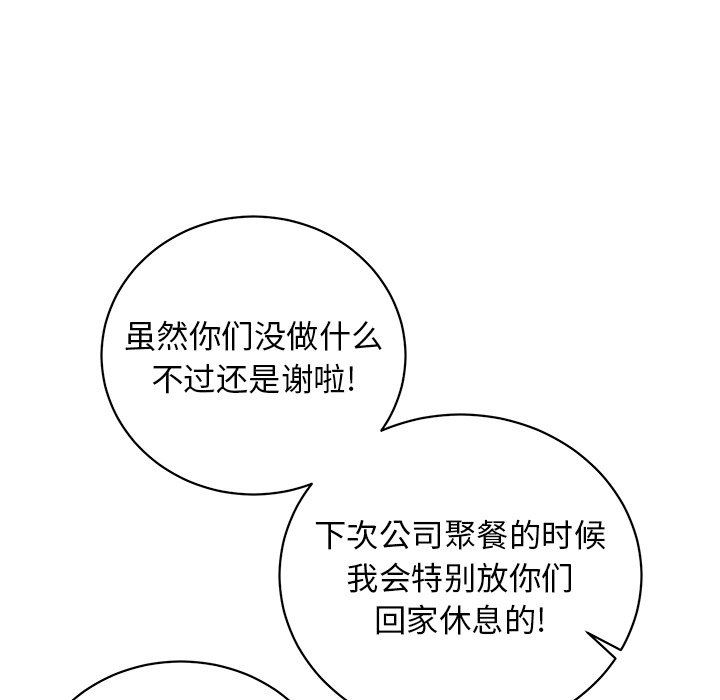 虽然你们没做什么
不过还是谢啦!
下次公司聚餐的时候
我会特别放你们
回家休息的!